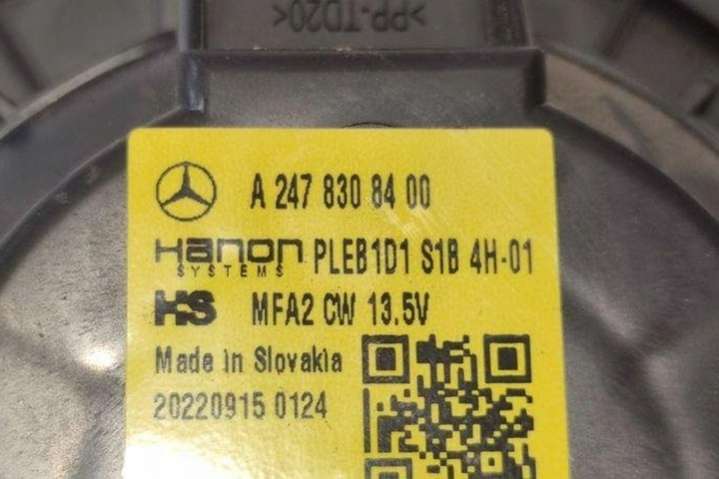 >PP-TD20<
A 247 830 84 00
Hanon PLEB1D1 S1B 4H-01
SYSTEMS
HS MFA2 CW 13.5V
Made in Slovakia
20220915 0124